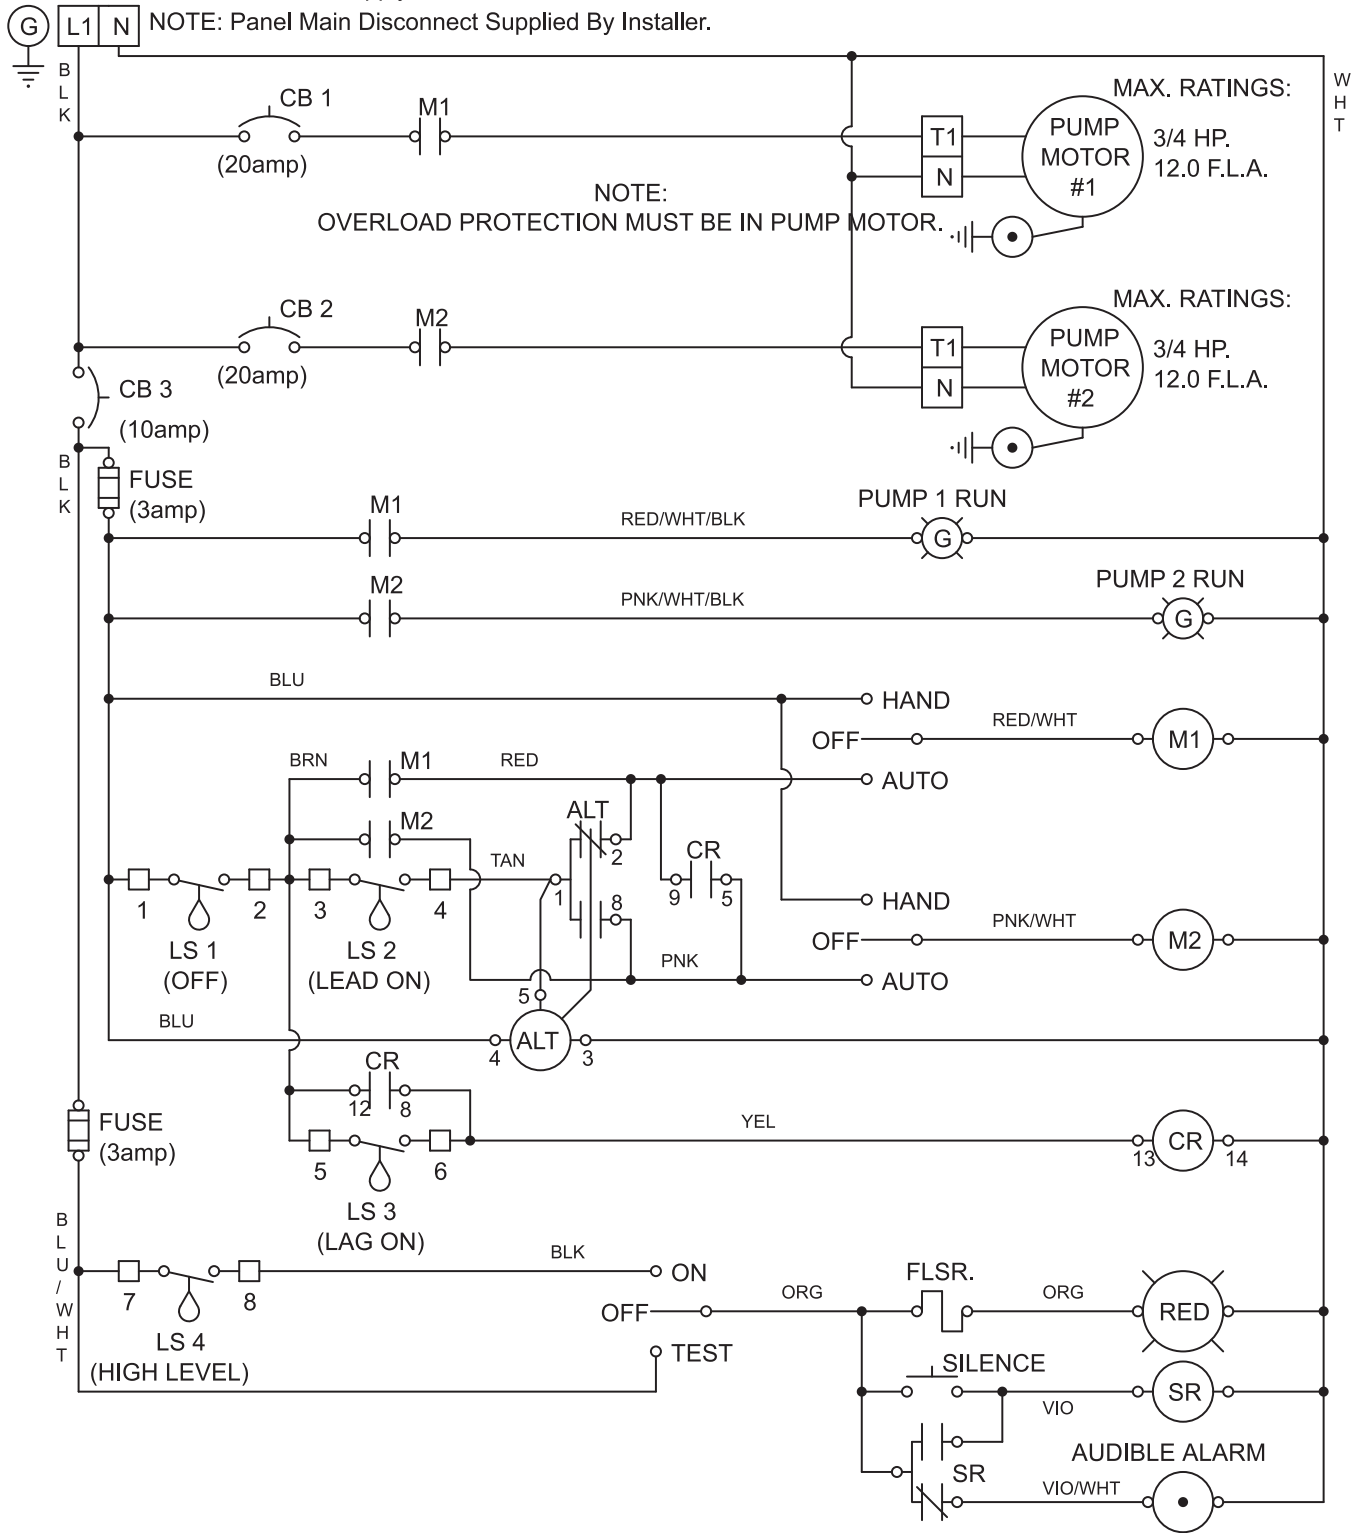 G L1 N NOTE: Panel Main Disconnect Supplied By Installer.
BLK
WHT
CB 1
(20amp)
M1
T1
N
PUMP
MOTOR
#1
MAX. RATINGS:
3/4 HP.
12.0 F.L.A.
NOTE:
OVERLOAD PROTECTION MUST BE IN PUMP MOTOR.
CB 2
(20amp)
M2
T1
N
PUMP
MOTOR
#2
MAX. RATINGS:
3/4 HP.
12.0 F.L.A.
CB 3
(10amp)
BLK
FUSE
(3amp)
M1
RED/WHT/BLK
PUMP 1 RUN
G
M2
PNK/WHT/BLK
PUMP 2 RUN
G
BLU
HAND
OFF
RED/WHT
M1
AUTO
BRN
M1
RED
M2
ALT
2
CR
9
5
TAN
1
8
1
2
3
4
LS 1
(OFF)
LS 2
(LEAD ON)
HAND
OFF
PNK/WHT
M2
AUTO
PNK
5
BLU
4
ALT
3
CR
12
8
FUSE
(3amp)
5
6
LS 3
(LAG ON)
YEL
13
CR
14
BLU/WHT
7
8
LS 4
(HIGH LEVEL)
BLK
ON
OFF
TEST
ORG
FLSR.
ORG
RED
SILENCE
VIO
SR
SR
AUDIBLE ALARM
VIO/WHT